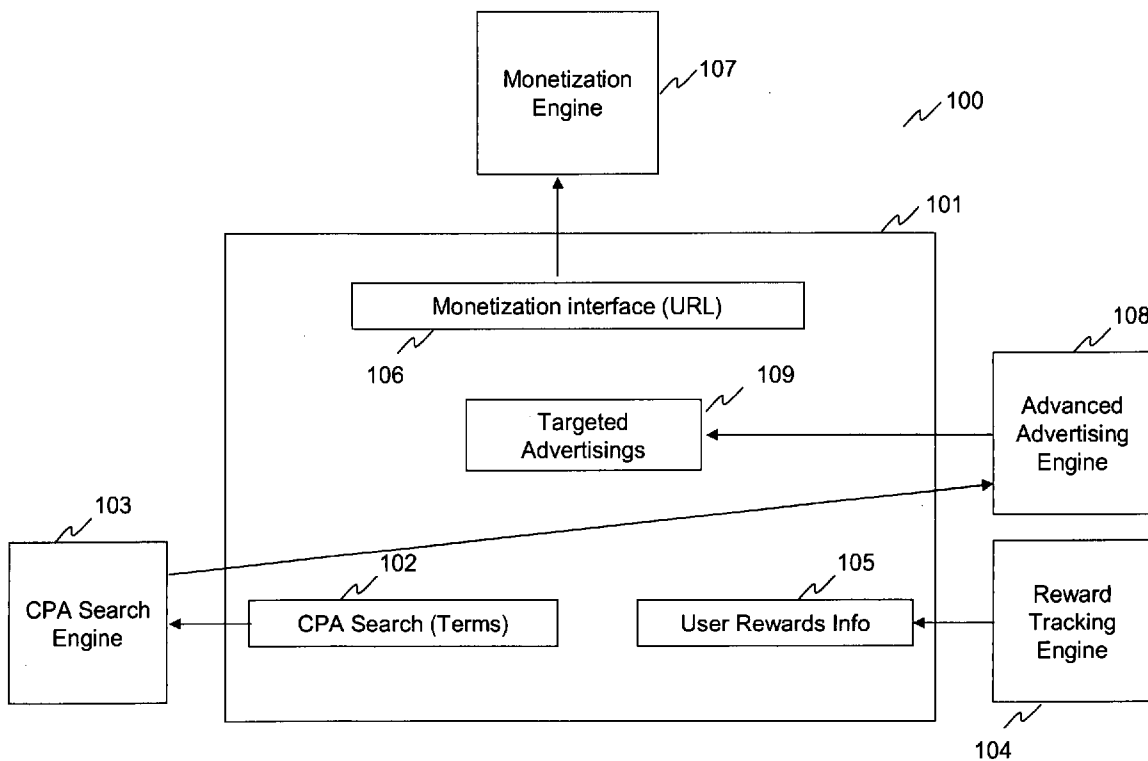 Monetization
Engine
107
100
101
Monetization interface (URL)
106
108
109
Targeted
Advertisings
Advanced
Advertising
Engine
103
102
105
CPA Search
Engine
CPA Search (Terms)
User Rewards Info
Reward
Tracking
Engine
104